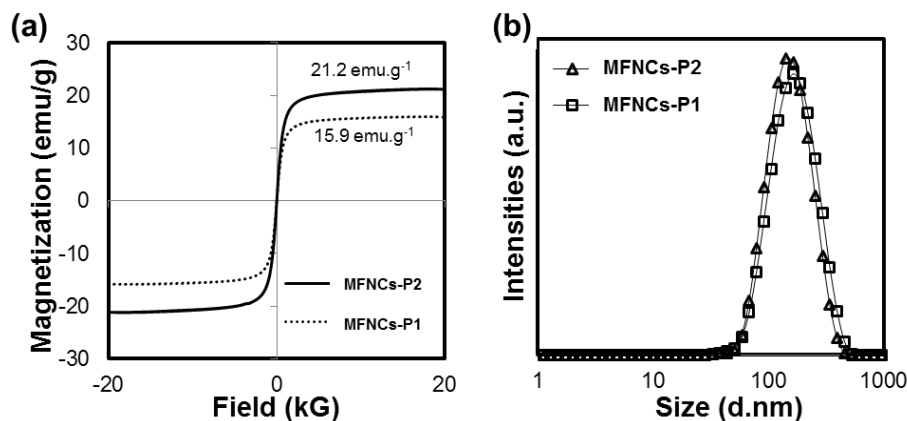 (a)
30
20
10
0
-10
-20
-30
Magnetization (emu/g)
21.2 emu.g⁻¹
15.9 emu.g⁻¹
MFNCs-P2
MFNCs-P1
-20
0
20
Field (kG)
(b)
MFNCs-P2
MFNCs-P1
Intensities (a.u.)
1
10
100
1000
Size (d.nm)